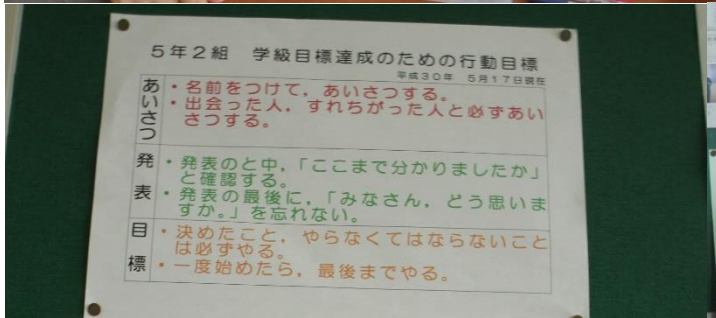 5年2組　学級目標達成のための行動目標
平成30年　5月17日現在
あいさつ
・名前をつけて，あいさつする。
・出会った人，すれちがった人と必ずあい
さつする。
発表
・発表のと中，「ここまで分かりましたか」
と確認する。
・発表の最後に，「みなさん，どう思いま
すか。」を忘れない。
目標
・決めたこと，やらなくてはならないこと
は必ずやる。
・一度始めたら，最後までやる。